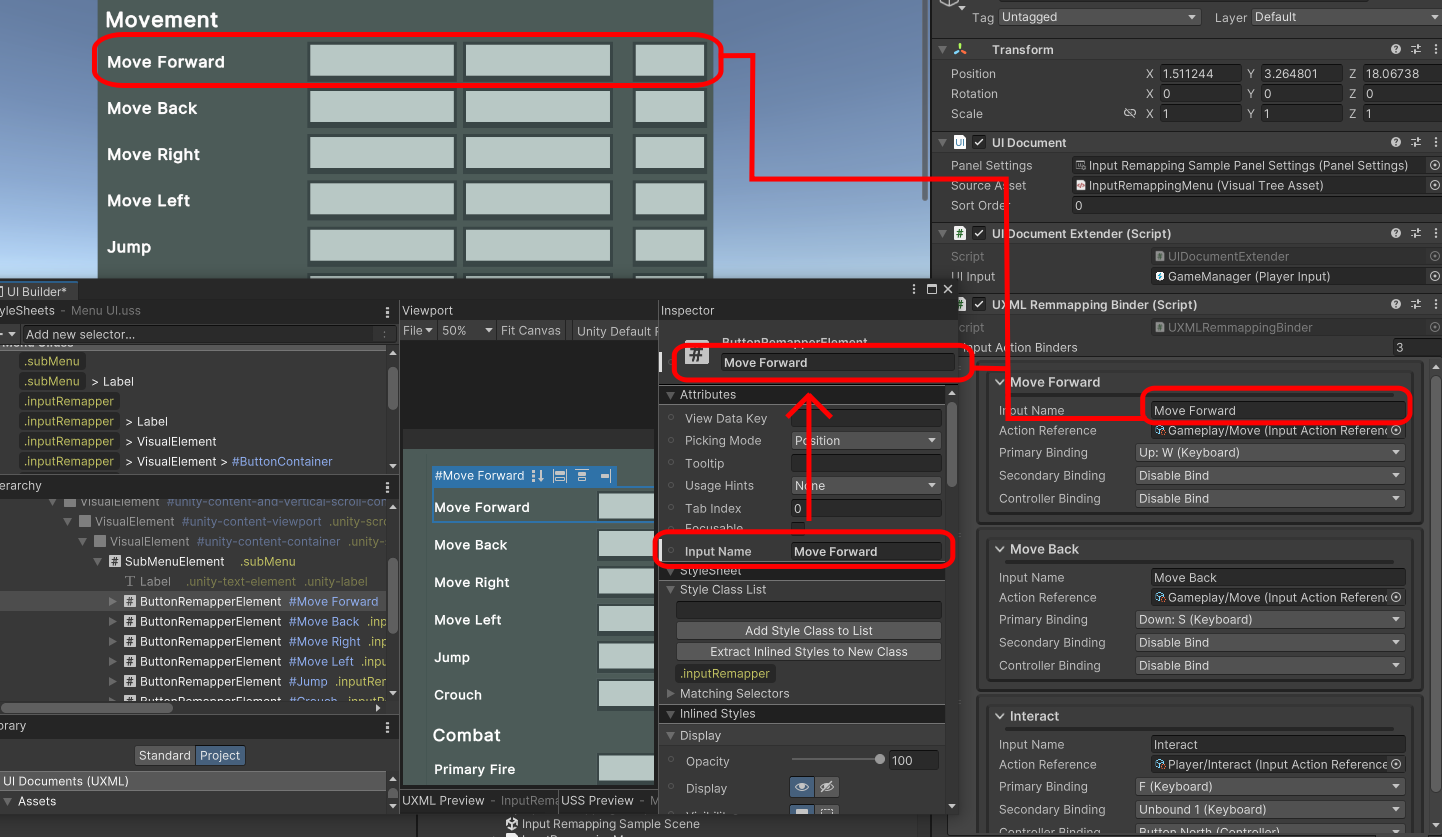 Movement
Move Forward
Move Back
Move Right
Move Left
Jump
Tag Untagged Layer Default
Transform
Position X 1.511244 Y 3.264801 Z 18.06738
Rotation X 0 Y 0 Z 0
Scale X 1 Y 1 Z 1
UI Document
Panel Settings Input Remapping Sample Panel Settings (Panel Settings)
Source Asset InputRemappingMenu (Visual Tree Asset)
Sort Order 0
# UI Document Extender (Script)
Script UIDocumentExtender
UI Input GameManager (Player Input)
UXML Remmapping Binder (Script)
cript UXMLRemmappingBinder
nput Action Binders 3
Move Forward
Input Name Move Forward
Action Reference Gameplay/Move (Input Action Referenc
Primary Binding Up: W (Keyboard)
Secondary Binding Disable Bind
Controller Binding Disable Bind
Move Back
Input Name Move Back
Action Reference Gameplay/Move (Input Action Referenc
Primary Binding Down: S (Keyboard)
Secondary Binding Disable Bind
Controller Binding Disable Bind
Interact
Input Name Interact
Action Reference Player/Interact (Input Action Reference
Primary Binding F (Keyboard)
Secondary Binding Unbound 1 (Keyboard)
Controller Binding Button North (Controller)
UI Builder*
yleSheets - Menu UI.uss
Add new selector...
.subMenu
.subMenu > Label
.inputRemapper
.inputRemapper > Label
.inputRemapper > VisualElement
.inputRemapper > VisualElement > #ButtonContainer
erarchy
VisualElement #unity-content-and-vertical-scroll-con
VisualElement #unity-content-viewport .unity-scro
VisualElement #unity-content-container .unity-s
# SubMenuElement .subMenu
T Label .unity-text-element .unity-label
# ButtonRemapperElement #Move Forward
# ButtonRemapperElement #Move Back .inp
# ButtonRemapperElement #Move Right .inp
# ButtonRemapperElement #Move Left .inpu
# ButtonRemapperElement #Jump .inputRer
# ButtonRemapperElement #Crouch .inputR
brary
Standard Project
UI Documents (UXML)
Assets
Viewport
File 50% Fit Canvas Unity Default R
#Move Forward
Move Forward
Move Back
Move Right
Move Left
Jump
Crouch
Combat
Primary Fire
UXML Preview - InputRema USS Preview - M
Inspector
ButtonRemapperElement
# Move Forward
Attributes
View Data Key
Picking Mode Position
Tooltip
Usage Hints None
Tab Index 0
Focusable
Input Name Move Forward
StyleSheet
Style Class List
Add Style Class to List
Extract Inlined Styles to New Class
.inputRemapper
Matching Selectors
Inlined Styles
Display
Opacity 100
Display
Visibility
Input Remapping Sample Scene